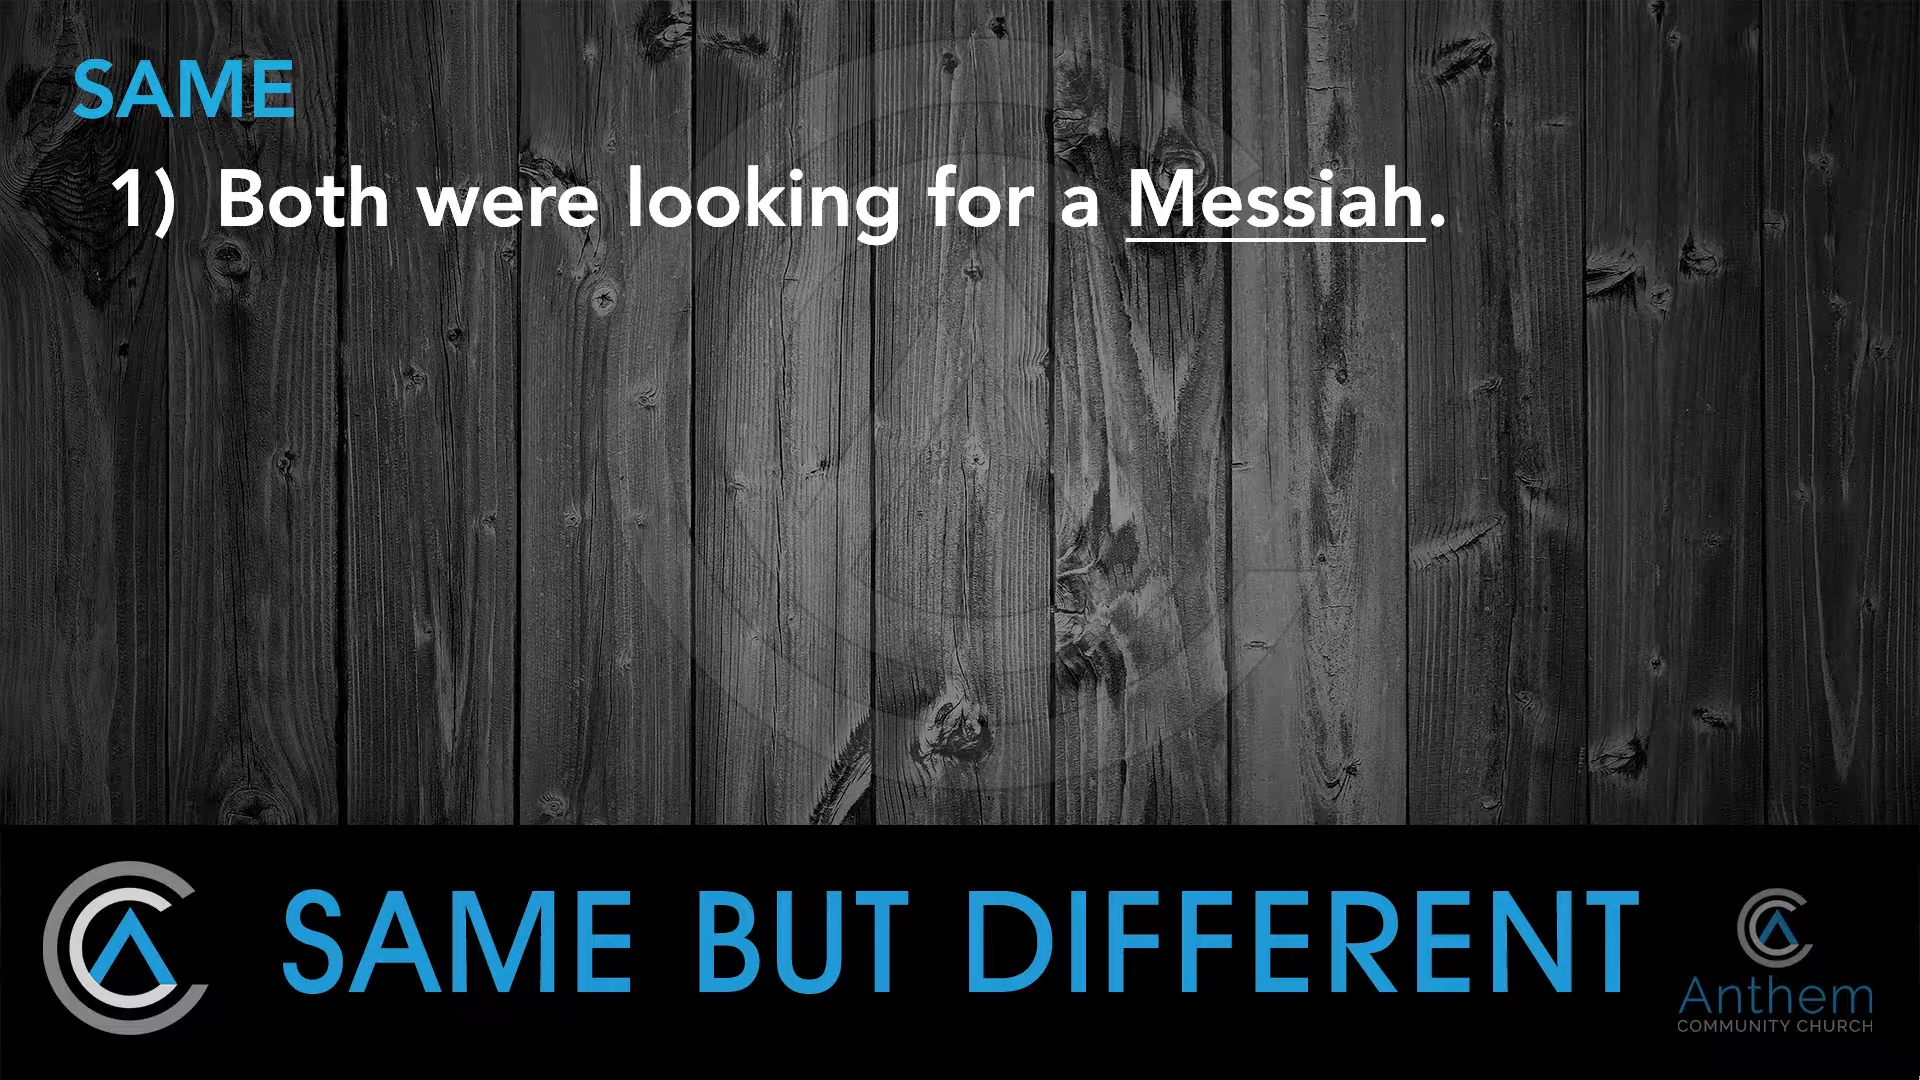 SAME
1) Both were looking for a Messiah.
SAME BUT DIFFERENT
Anthem
COMMUNITY CHURCH